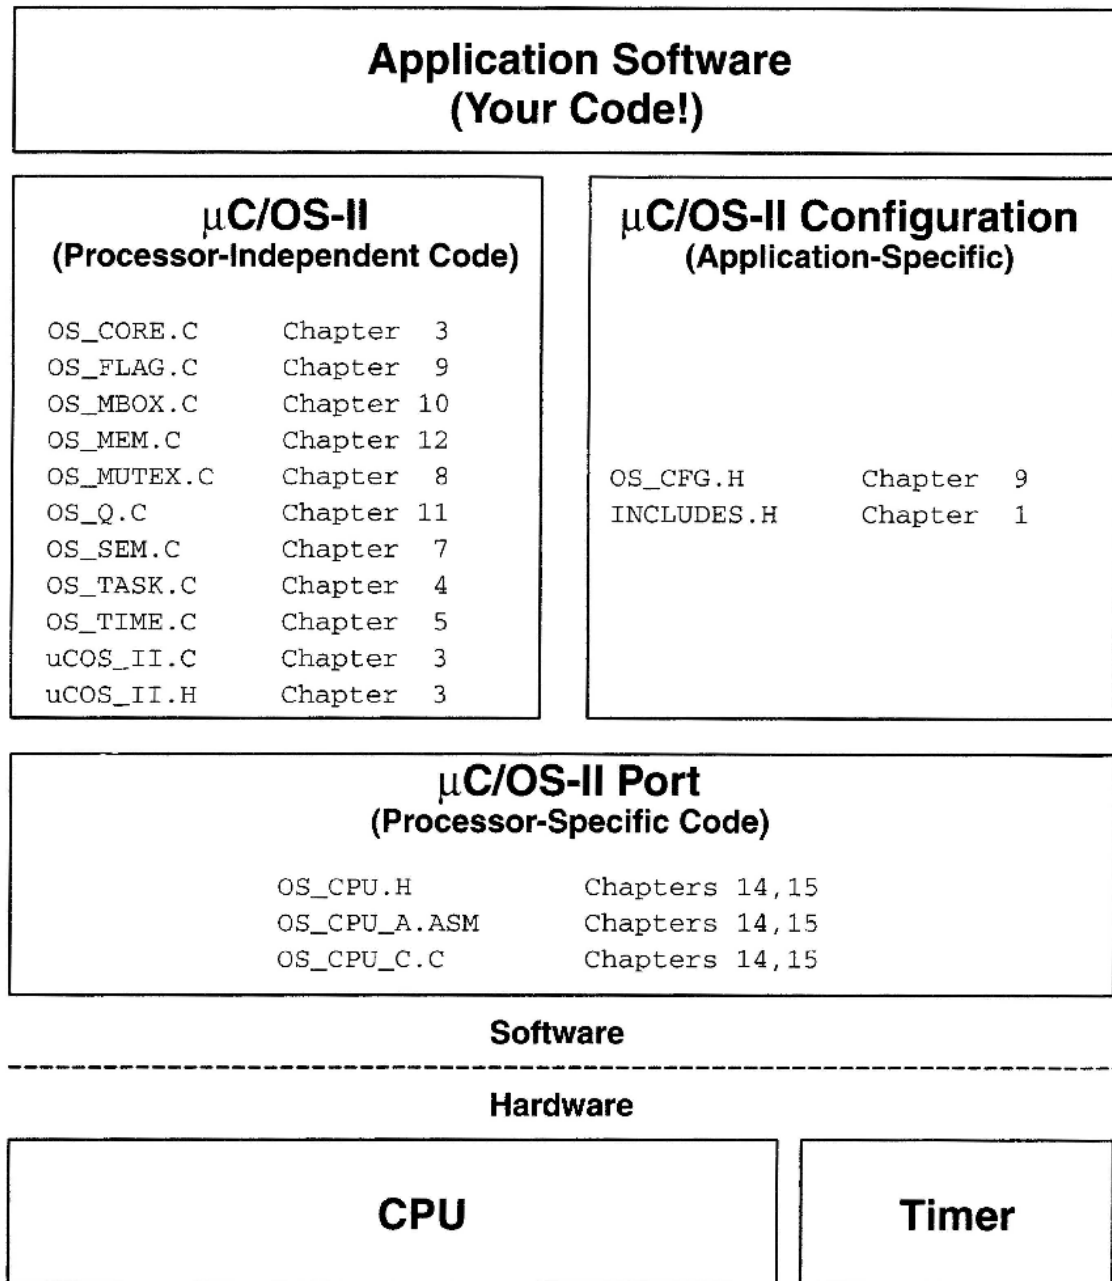 Application Software
(Your Code!)
µC/OS-II
(Processor-Independent Code)
OS_CORE.C Chapter 3
OS_FLAG.C Chapter 9
OS_MBOX.C Chapter 10
OS_MEM.C Chapter 12
OS_MUTEX.C Chapter 8
OS_Q.C Chapter 11
OS_SEM.C Chapter 7
OS_TASK.C Chapter 4
OS_TIME.C Chapter 5
uCOS_II.C Chapter 3
uCOS_II.H Chapter 3
µC/OS-II Configuration
(Application-Specific)
OS_CFG.H Chapter 9
INCLUDES.H Chapter 1
µC/OS-II Port
(Processor-Specific Code)
OS_CPU.H Chapters 14,15
OS_CPU_A.ASM Chapters 14,15
OS_CPU_C.C Chapters 14,15
Software
Hardware
CPU
Timer